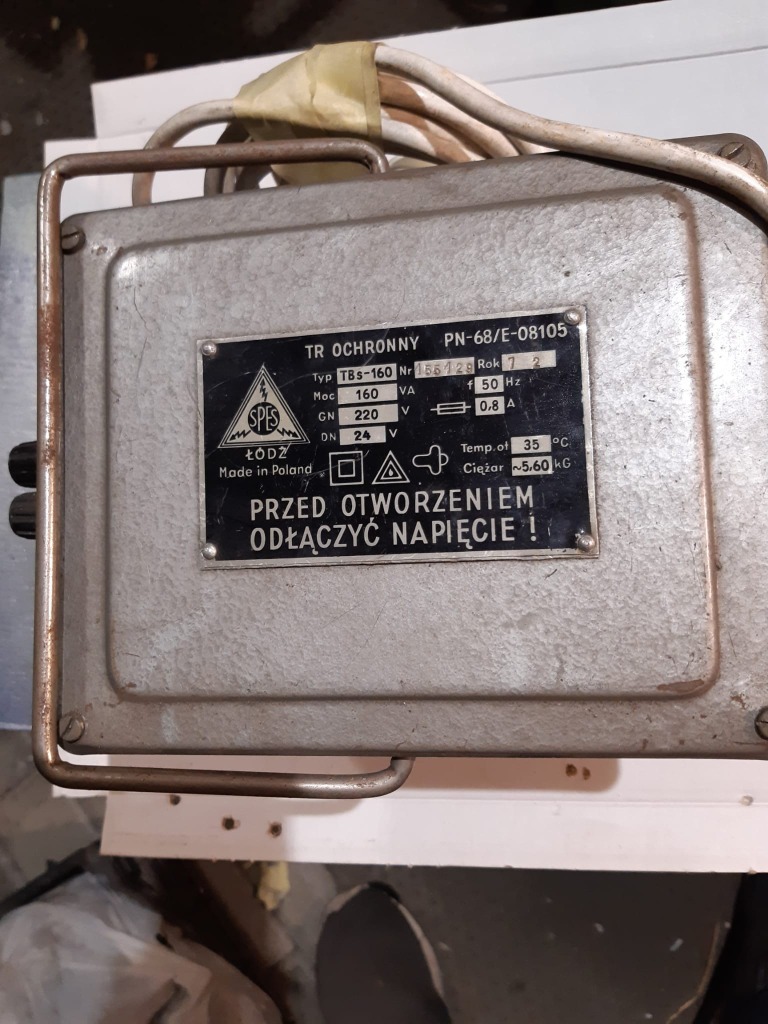 TR OCHRONNY PN-68/E-08105
Typ TBs-160 Nr 155129 Rok 72
Moc 160 VA f 50 Hz
GN 220 V 0,8 A
DN 24 V
SPES
ŁÓDŹ
Made in Poland
Temp. ot 35 °C
Ciężar ~5,60 kG
PRZED OTWORZENIEM
ODŁĄCZYĆ NAPIĘCIE !